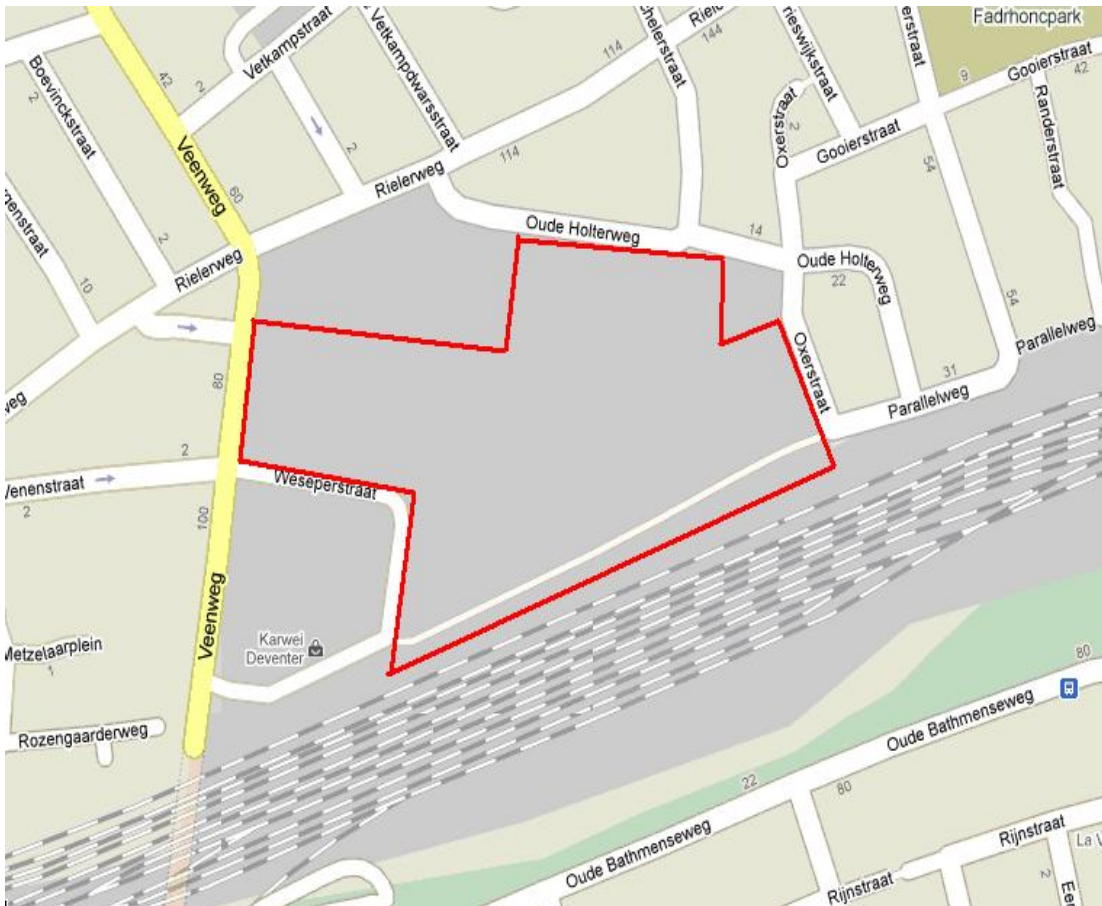 Fadrhoncpark
Vetkampstraat
42
2
Boevinckstraat
2
Vetkampdwarsstraat
114
144
9
Gooierstraat
42
Veenweg
60
2
2
114
Rielerweg
Oxerstraat
2
Gooierstraat
54
Randerstraat
Rielerweg
10
Oude Holterweg
14
Oude Holterweg
22
54
Parallelweg
80
Oxerstraat
31
Parallelweg
2
2
Weseperstraat
100
Veenweg
Karwei
Deventer
Metzelaarplein
1
Rozengaarderweg
80
Oude Bathmenseweg
22
80
Oude Bathmenseweg
Rijnstraat
Rijnstraat
2